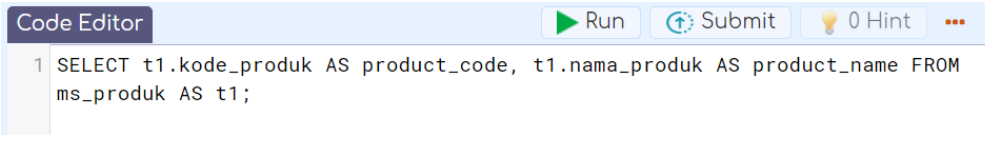 Code Editor Run Submit 0 Hint
1 SELECT t1.kode_produk AS product_code, t1.nama_produk AS product_name FROM
ms_produk AS t1;